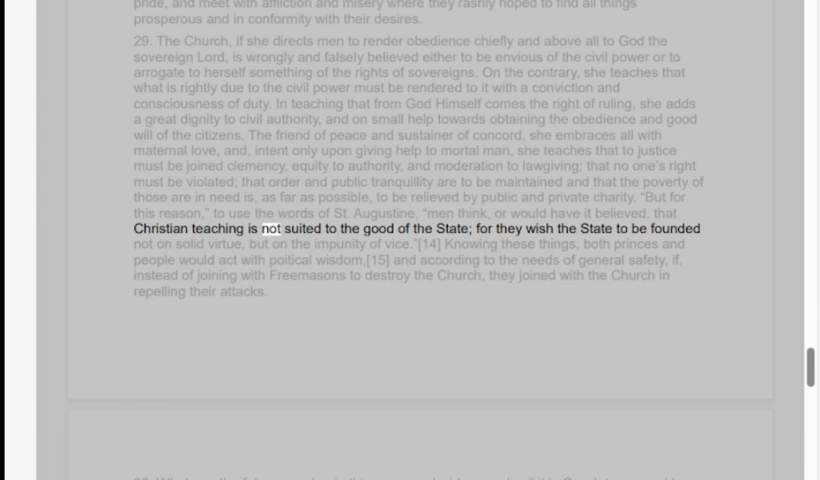 pride, and meet with affliction and misery where they rashly hoped to find all things
prosperous and in conformity with their desires.
29. The Church, if she directs men to render obedience chiefly and above all to God the
sovereign Lord, is wrongly and falsely believed either to be envious of the civil power or to
arrogate to herself something of the rights of sovereigns. On the contrary, she teaches that
what is rightly due to the civil power must be rendered to it with a conviction and
consciousness of duty. In teaching that from God Himself comes the right of ruling, she adds
a great dignity to civil authority, and on small help towards obtaining the obedience and good
will of the citizens. The friend of peace and sustainer of concord, she embraces all with
maternal love, and, intent only upon giving help to mortal man, she teaches that to justice
must be joined clemency, equity to authority, and moderation to lawgiving; that no one's right
must be violated; that order and public tranquillity are to be maintained and that the poverty of
those are in need is, as far as possible, to be relieved by public and private charity. “But for
this reason,” to use the words of St. Augustine, “men think, or would have it believed, that
Christian teaching is not suited to the good of the State; for they wish the State to be founded
not on solid virtue, but on the impunity of vice.”[14] Knowing these things, both princes and
people would act with poitical wisdom,[15] and according to the needs of general safety, if,
instead of joining with Freemasons to destroy the Church, they joined with the Church in
repelling their attacks.